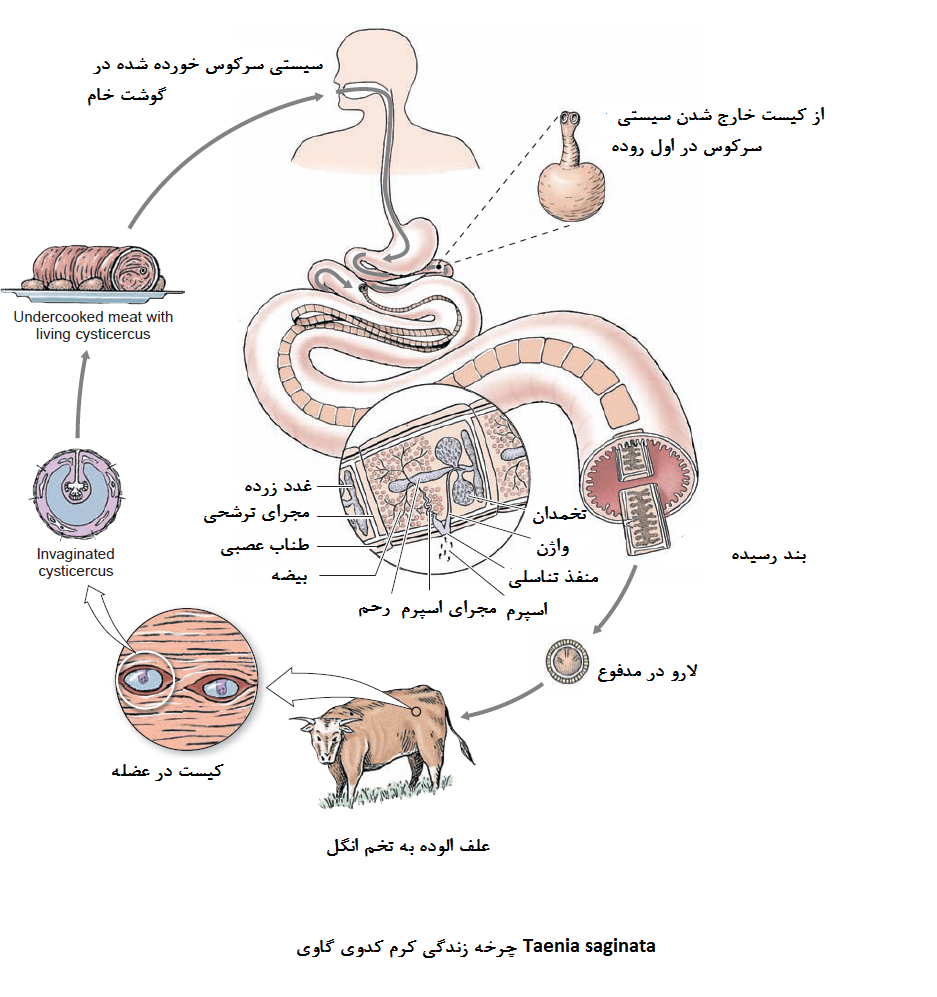 سیستی سرکوس خورده شده در
گوشت خام
از کیست خارج شدن سیستی
سرکوس در اول روده
Undercooked meat with
living cysticercus
غدد زرده
مجرای ترشحی
طناب عصبی
بیضه
رحم
مجرای اسپرم
اسپرم
منفذ تناسلی
واژن
تخمدان
بند رسیده
Invaginated
cysticercus
لارو در مدفوع
کیست در عضله
علف الوده به تخم انگل
چرخه زندگی کرم کدوی گاوی Taenia saginata